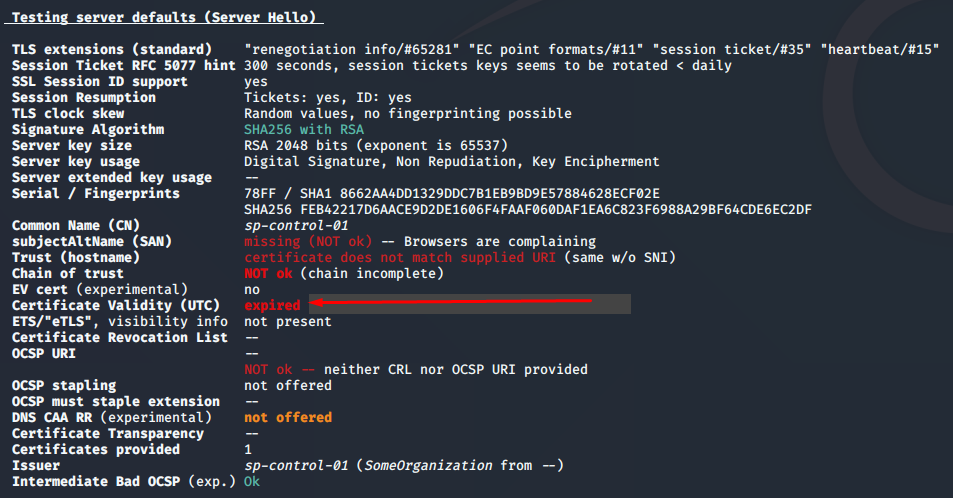 Testing server defaults (Server Hello)
TLS extensions (standard) "renegotiation info/#65281" "EC point formats/#11" "session ticket/#35" "heartbeat/#15"
Session Ticket RFC 5077 hint 300 seconds, session tickets keys seems to be rotated < daily
SSL Session ID support yes
Session Resumption Tickets: yes, ID: yes
TLS clock skew Random values, no fingerprinting possible
Signature Algorithm SHA256 with RSA
Server key size RSA 2048 bits (exponent is 65537)
Server key usage Digital Signature, Non Repudiation, Key Encipherment
Server extended key usage --
Serial / Fingerprints 78FF / SHA1 8662AA4DD1329DDC7B1EB9BD9E57884628ECF02E
SHA256 FEB42217D6AACE9D2DE1606F4FAAF060DAF1EA6C823F6988A29BF64CDE6EC2DF
Common Name (CN) sp-control-01
subjectAltName (SAN) missing (NOT ok) -- Browsers are complaining
Trust (hostname) certificate does not match supplied URI (same w/o SNI)
Chain of trust NOT ok (chain incomplete)
EV cert (experimental) no
Certificate Validity (UTC) expired
ETS/"eTLS", visibility info not present
Certificate Revocation List --
OCSP URI --
NOT ok -- neither CRL nor OCSP URI provided
OCSP stapling not offered
OCSP must staple extension --
DNS CAA RR (experimental) not offered
Certificate Transparency --
Certificates provided 1
Issuer sp-control-01 (SomeOrganization from --)
Intermediate Bad OCSP (exp.) Ok